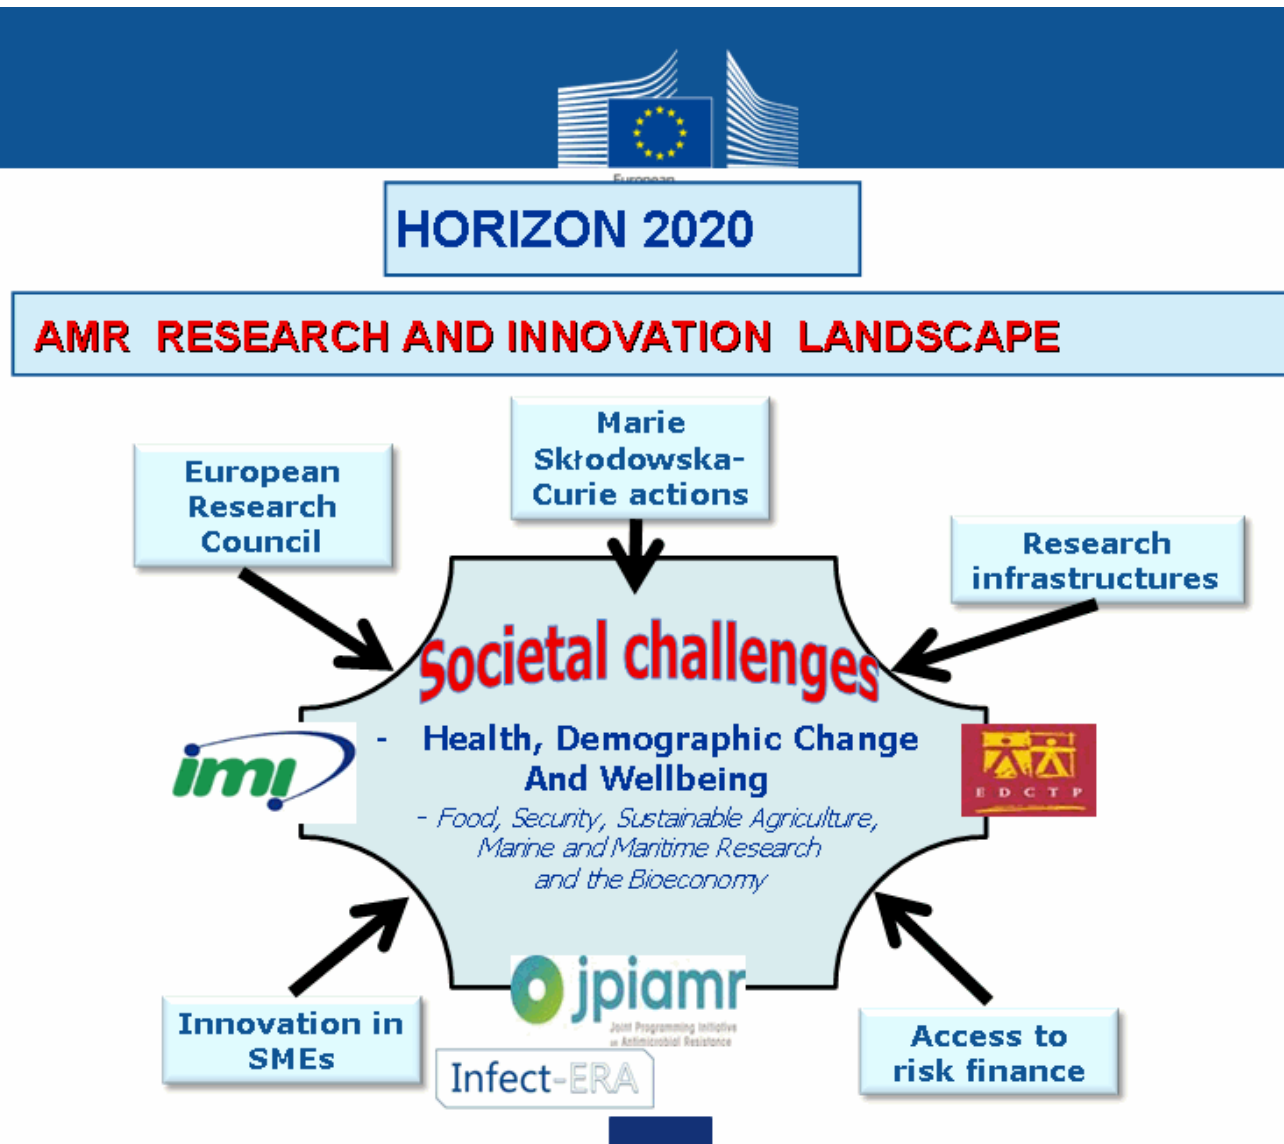 European
HORIZON 2020
AMR RESEARCH AND INNOVATION LANDSCAPE
Marie
Skłodowska-
Curie actions
European
Research
Council
Research
infrastructures
Societal challenges
- Health, Demographic Change
And Wellbeing
- Food, Security, Sustainable Agriculture,
Marine and Maritime Research
and the Bioeconomy
imi
EDCTP
jpiamr
Joint Programming Initiative
on Antimicrobial Resistance
Infect-ERA
Innovation in
SMEs
Access to
risk finance